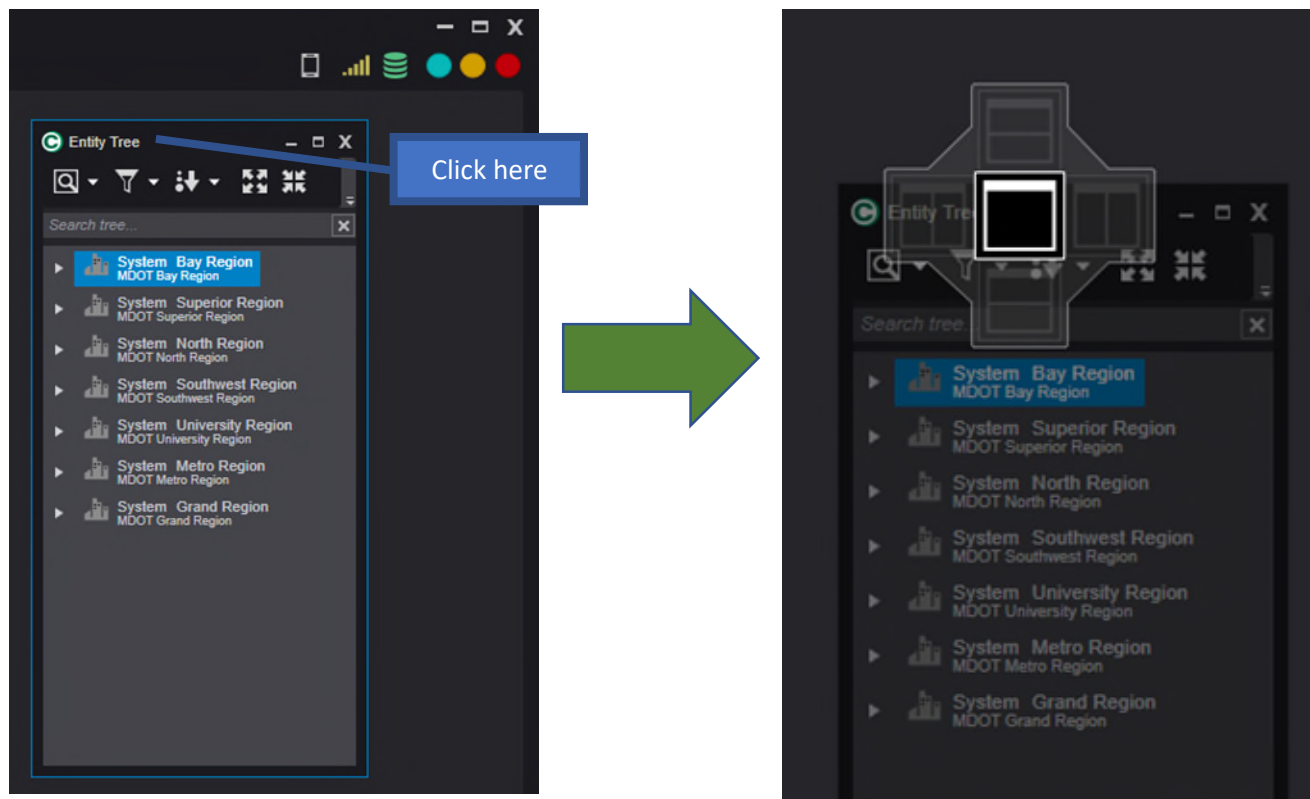 X
Entity Tree
X
Click here
Search tree...
System Bay Region
MDOT Bay Region
System Superior Region
MDOT Superior Region
System North Region
MDOT North Region
System Southwest Region
MDOT Southwest Region
System University Region
MDOT University Region
System Metro Region
MDOT Metro Region
System Grand Region
MDOT Grand Region
Entity Tre
X
Search tree.
System Bay Region
MDOT Bay Region
System Superior Region
MDOT Superior Region
System North Region
MDOT North Region
System Southwest Region
MDOT Southwest Region
System University Region
MDOT University Region
System Metro Region
MDOT Metro Region
System Grand Region
MDOT Grand Region